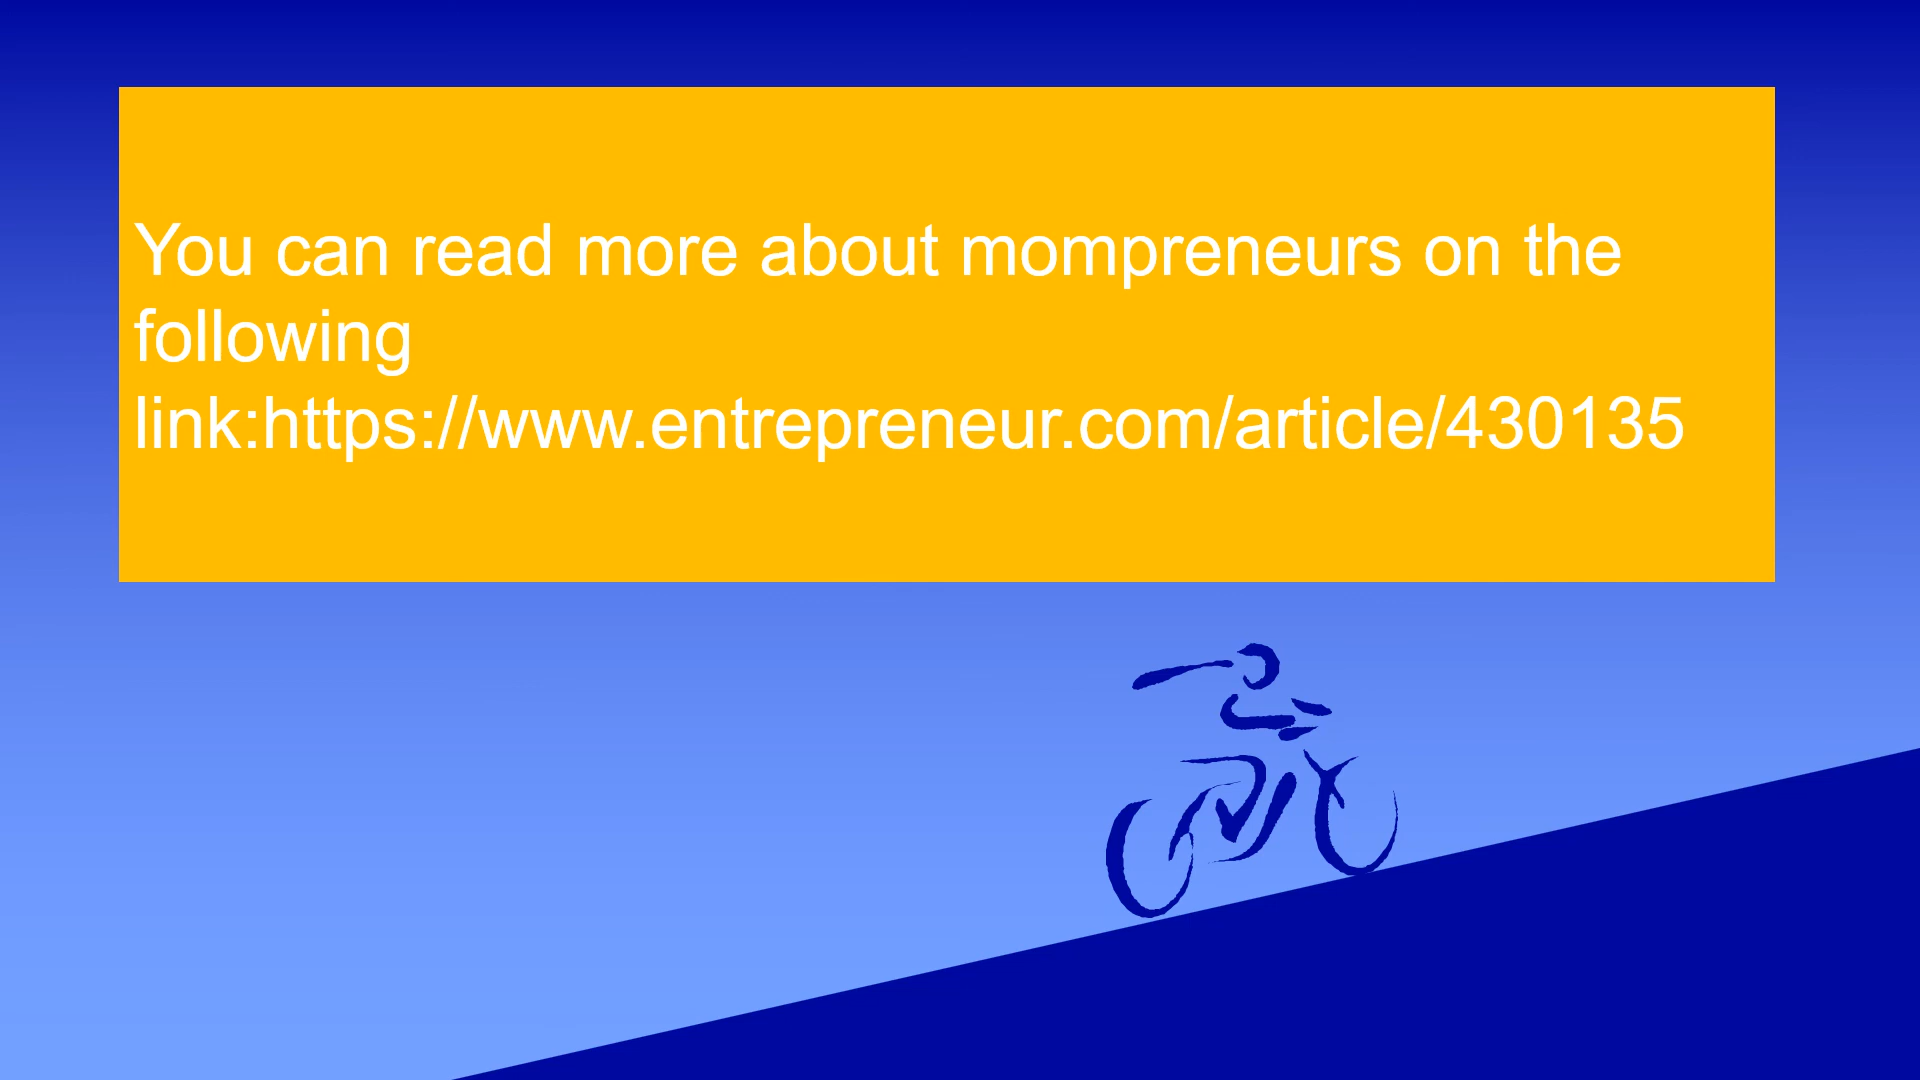 You can read more about mompreneurs on the
following
link:https://www.entrepreneur.com/article/430135